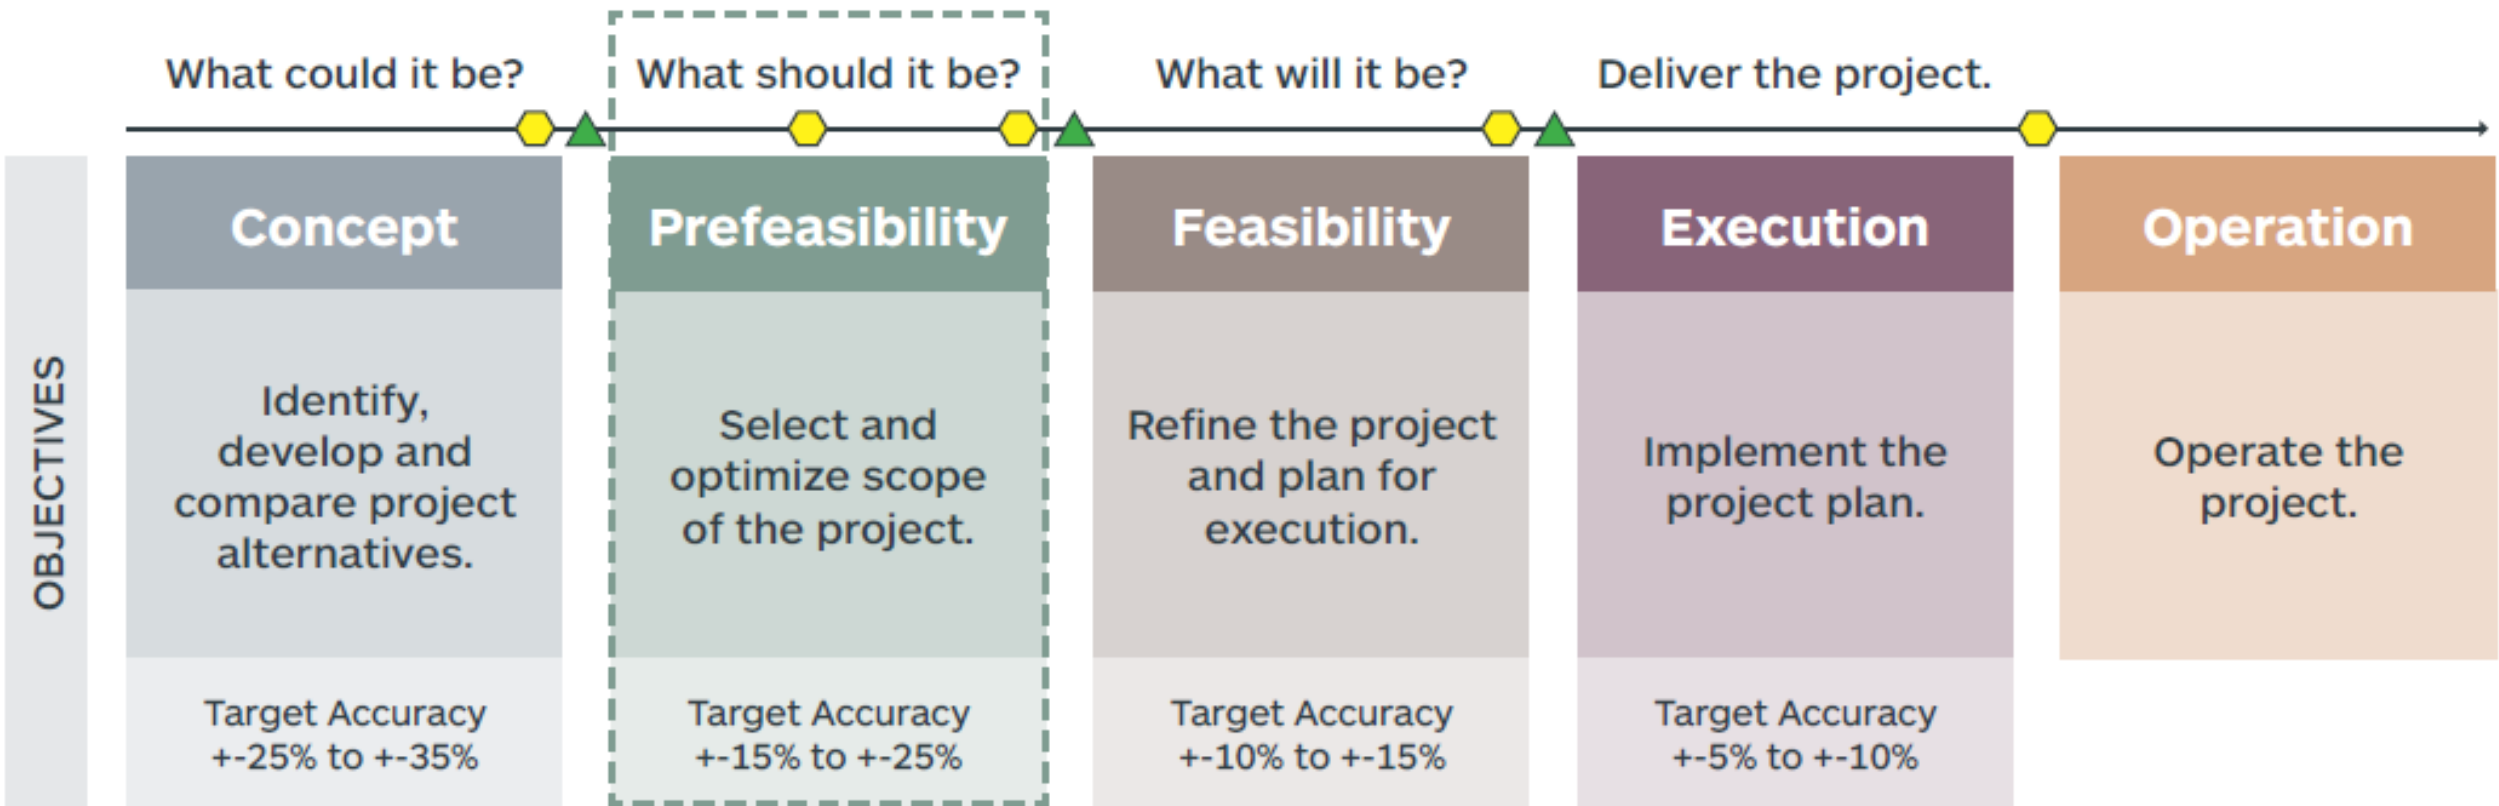 What could it be?
What should it be?
What will it be?
Deliver the project.
OBJECTIVES
Concept
Identify,
develop and
compare project
alternatives.
Target Accuracy
+-25% to +-35%
Prefeasibility
Select and
optimize scope
of the project.
Target Accuracy
+-15% to +-25%
Feasibility
Refine the project
and plan for
execution.
Target Accuracy
+-10% to +-15%
Execution
Implement the
project plan.
Target Accuracy
+-5% to +-10%
Operation
Operate the
project.